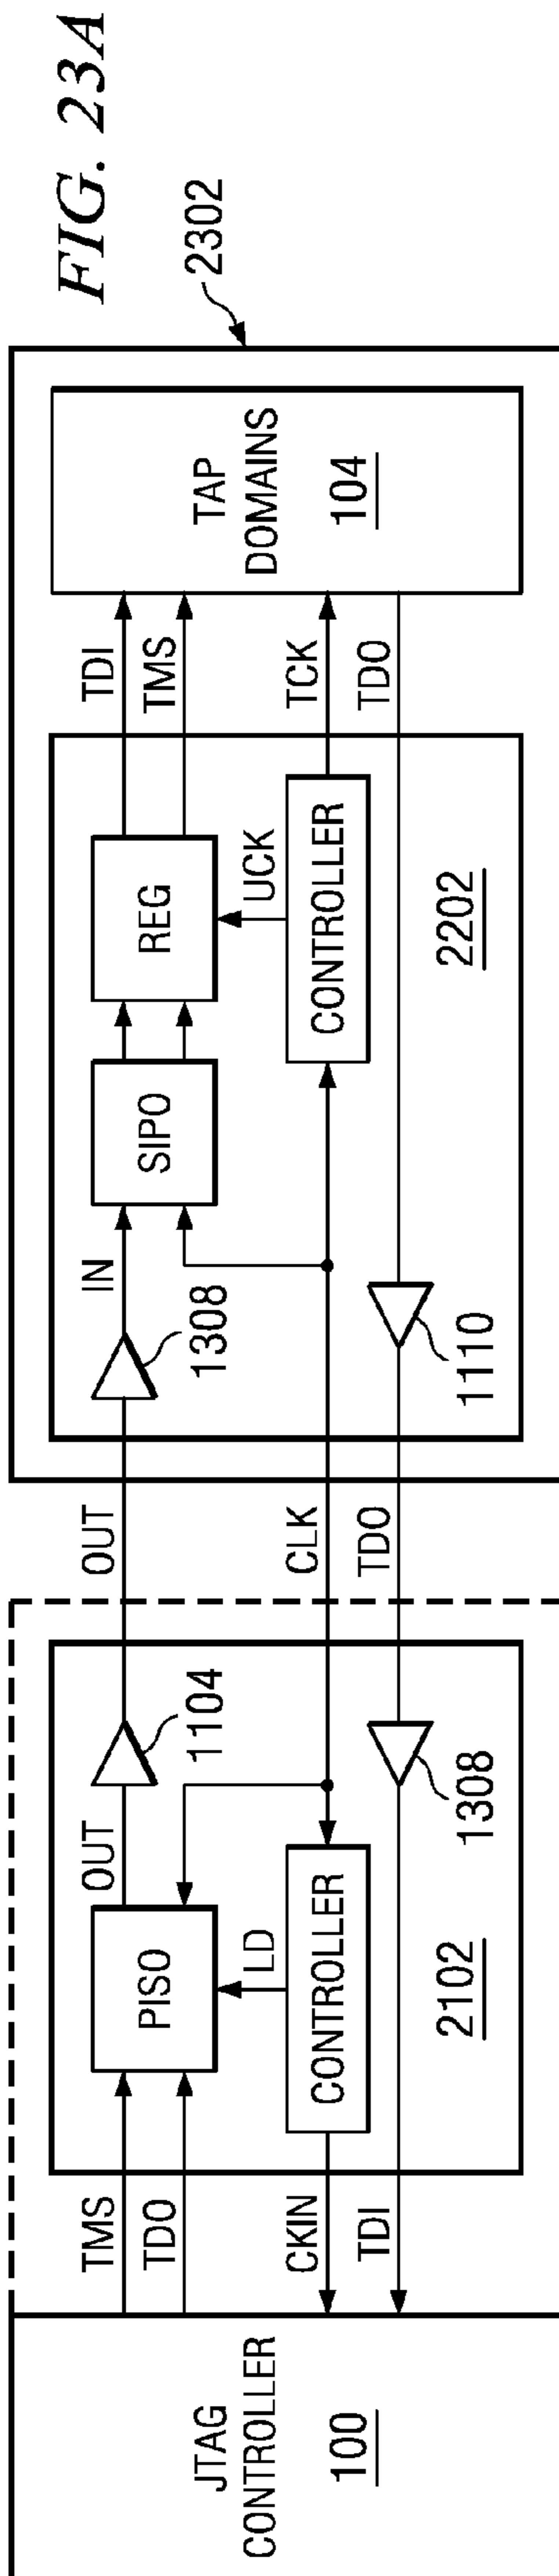 FIG. 23A
JTAG
CONTROLLER
100
TMS
TDO
CKIN
TDI
PISO
LD
CONTROLLER
OUT
1104
1308
2102
OUT
CLK
TDO
IN
1308
SIPO
REG
UCK
CONTROLLER
1110
2202
TDI
TMS
TCK
TDO
TAP
DOMAINS
104
2302